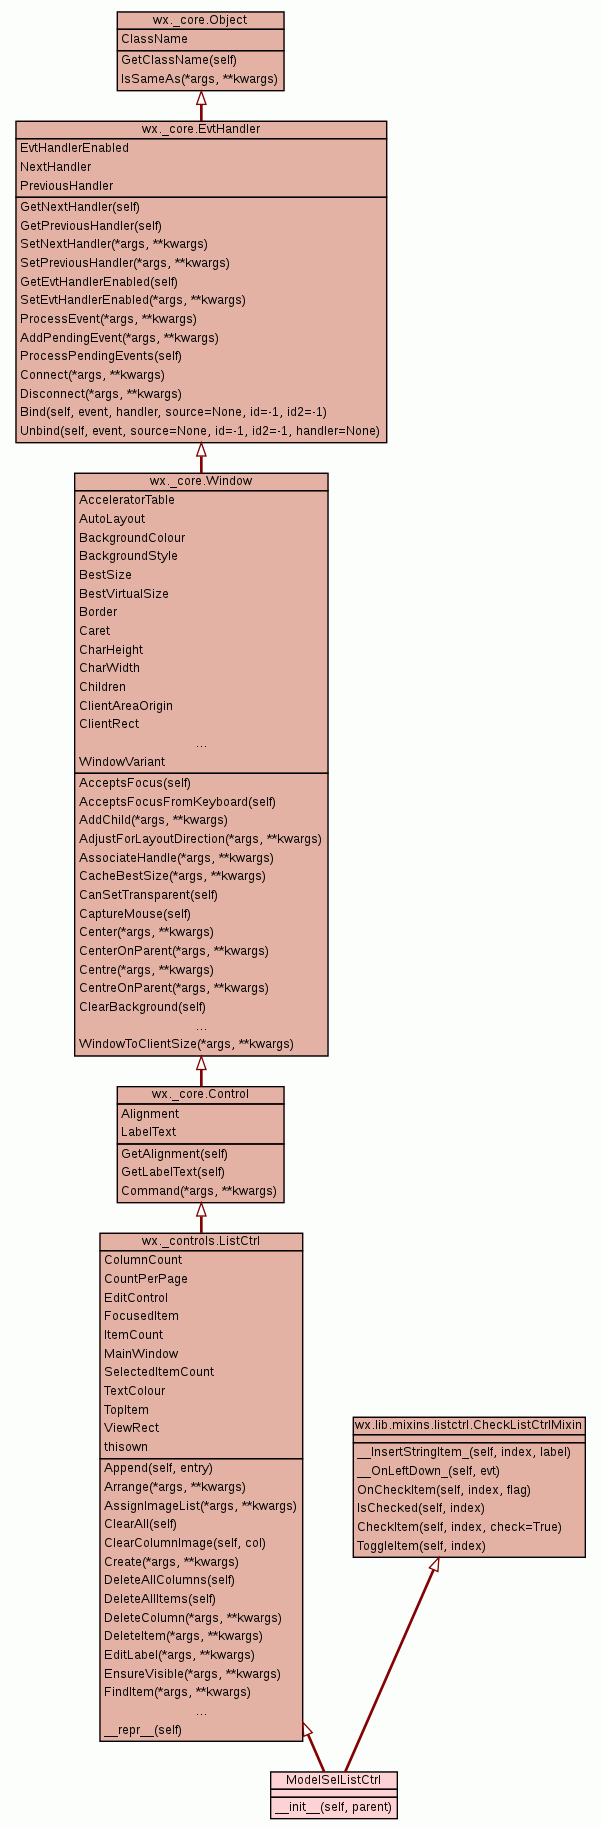 wx._core.Object
ClassName
GetClassName(self)
IsSameAs(*args, **kwargs)
wx._core.EvtHandler
EvtHandlerEnabled
NextHandler
PreviousHandler
GetNextHandler(self)
GetPreviousHandler(self)
SetNextHandler(*args, **kwargs)
SetPreviousHandler(*args, **kwargs)
GetEvtHandlerEnabled(self)
SetEvtHandlerEnabled(*args, **kwargs)
ProcessEvent(*args, **kwargs)
AddPendingEvent(*args, **kwargs)
ProcessPendingEvents(self)
Connect(*args, **kwargs)
Disconnect(*args, **kwargs)
Bind(self, event, handler, source=None, id=-1, id2=-1)
Unbind(self, event, source=None, id=-1, id2=-1, handler=None)
wx._core.Window
AcceleratorTable
AutoLayout
BackgroundColour
BackgroundStyle
BestSize
BestVirtualSize
Border
Caret
CharHeight
CharWidth
Children
ClientAreaOrigin
ClientRect
...
WindowVariant
AcceptsFocus(self)
AcceptsFocusFromKeyboard(self)
AddChild(*args, **kwargs)
AdjustForLayoutDirection(*args, **kwargs)
AssociateHandle(*args, **kwargs)
CacheBestSize(*args, **kwargs)
CanSetTransparent(self)
CaptureMouse(self)
Center(*args, **kwargs)
CenterOnParent(*args, **kwargs)
Centre(*args, **kwargs)
CentreOnParent(*args, **kwargs)
ClearBackground(self)
...
WindowToClientSize(*args, **kwargs)
wx._core.Control
Alignment
LabelText
GetAlignment(self)
GetLabelText(self)
Command(*args, **kwargs)
wx._controls.ListCtrl
ColumnCount
CountPerPage
EditControl
FocusedItem
ItemCount
MainWindow
SelectedItemCount
TextColour
TopItem
ViewRect
thisown
Append(self, entry)
Arrange(*args, **kwargs)
AssignImageList(*args, **kwargs)
ClearAll(self)
ClearColumnImage(self, col)
Create(*args, **kwargs)
DeleteAllColumns(self)
DeleteAllItems(self)
DeleteColumn(*args, **kwargs)
DeleteItem(*args, **kwargs)
EditLabel(*args, **kwargs)
EnsureVisible(*args, **kwargs)
FindItem(*args, **kwargs)
...
__repr__(self)
wx.lib.mixins.listctrl.CheckListCtrlMixin
__InsertStringItem_(self, index, label)
__OnLeftDown_(self, evt)
OnCheckItem(self, index, flag)
IsChecked(self, index)
CheckItem(self, index, check=True)
ToggleItem(self, index)
ModelSelListCtrl
__init__(self, parent)